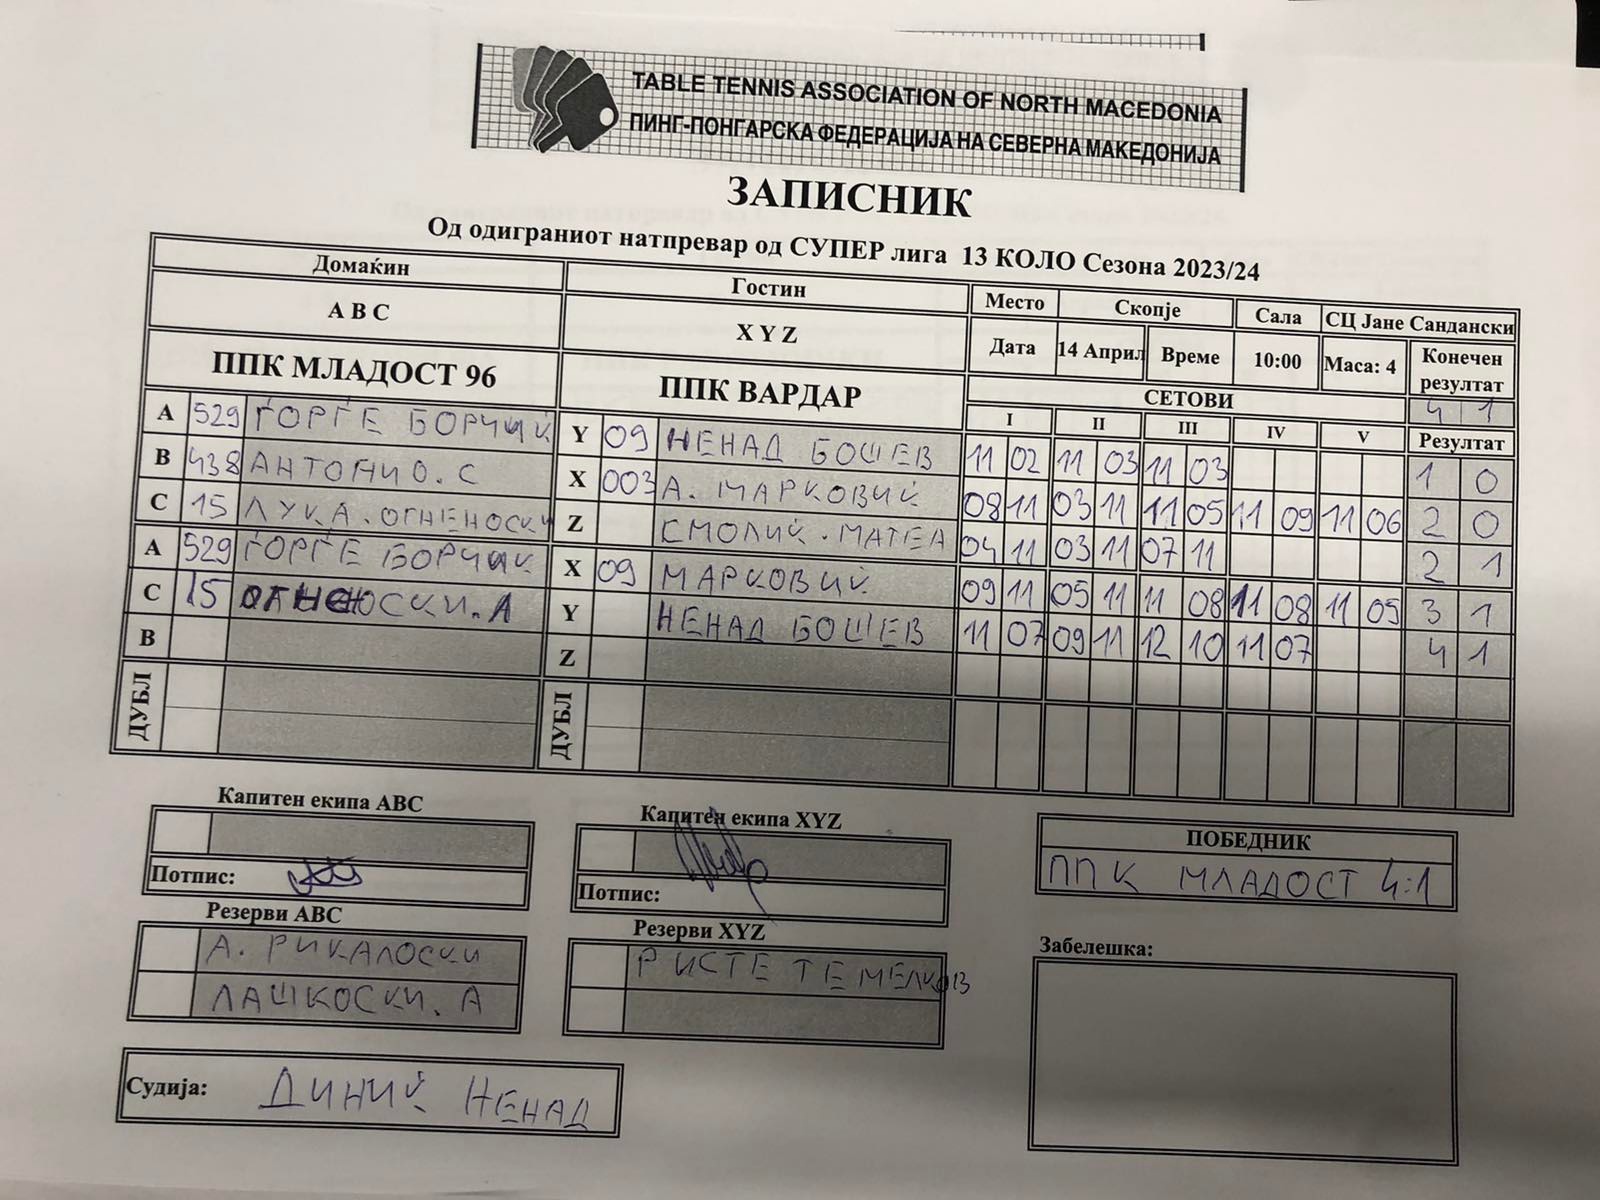 TABLE TENNIS ASSOCIATION OF NORTH MACEDONIA
ПИНГ-ПОНГАРСКА ФЕДЕРАЦИЈА НА СЕВЕРНА МАКЕДОНИЈА
ЗАПИСНИК
Од одиграниот натпревар од СУПЕР лига 13 КОЛО Сезона 2023/24
Домаќин Гостин Место Скопје Сала СЦ Јане Сандански
A B C X Y Z Дата 14 Април Време 10:00 Маса: 4 Конечен резултат
ППК МЛАДОСТ 96 ППК ВАРДАР СЕТОВИ 4 1
I II III IV V Резултат
A 529 ЃОРЃЕ БОРЧИЌ Y 09 НЕНАД БОШЕВ 11 02 11 03 11 03 1 0
B 438 АНТОНИО. С X 003 А. МАРКОВИЌ 08 11 03 11 11 05 11 09 11 06 2 0
C 15 ЛУКА. ОГНЕНОСКИ Z СМОЛИЌ. МАТЕА 04 11 03 11 07 11 2 1
A 529 ЃОРЃЕ БОРЧИЌ X 09 МАРКОВИЌ 09 11 05 11 11 08 11 08 11 05 3 1
C 15 Y НЕНАД БОШЕВ 11 07 09 11 12 10 11 07 4 1
B Z
ДУБЛ ДУБЛ
Капитен екипа ABC Капитен екипа XYZ
ПОБЕДНИК
ППК МЛАДОСТ 4:1
Потпис: Потпис:
Резерви ABC Резерви XYZ
Забелешка:
А. РИКАЛОСКИ РИСТЕ ТЕМЕЛКОВ
ЛАШКОСКИ. А
Судија: ДИНИЌ НЕНАД